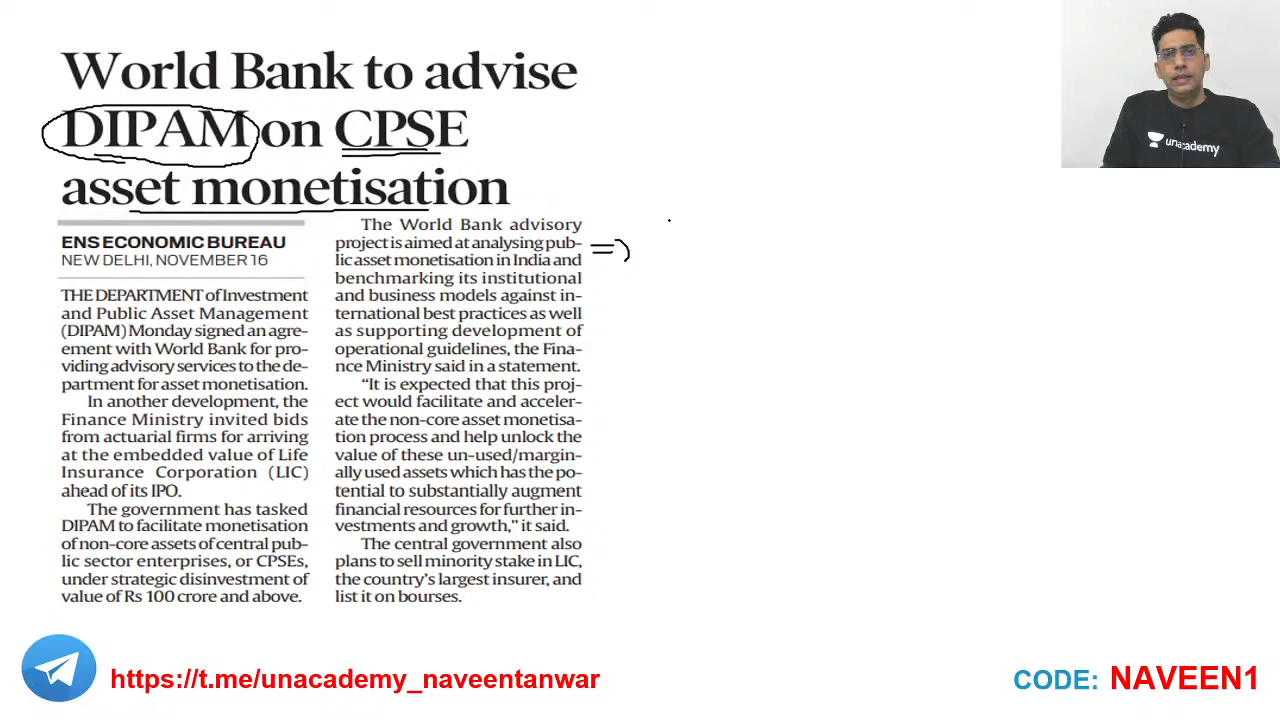 World Bank to advise
DIPAM on CPSE
asset monetisation
ENS ECONOMIC BUREAU
NEW DELHI, NOVEMBER 16
THE DEPARTMENT of Investment
and Public Asset Management
(DIPAM) Monday signed an agre-
ement with World Bank for pro-
viding advisory services to the de-
partment for asset monetisation.
In another development, the
Finance Ministry invited bids
from actuarial firms for arriving
at the embedded value of Life
Insurance Corporation (LIC)
ahead of its IPO.
The government has tasked
DIPAM to facilitate monetisation
of non-core assets of central pub-
lic sector enterprises, or CPSEs,
under strategic disinvestment of
value of Rs 100 crore and above.
The World Bank advisory
project is aimed at analysing pub-
lic asset monetisation in India and
benchmarking its institutional
and business models against in-
ternational best practices as well
as supporting development of
operational guidelines, the Fina-
nce Ministry said in a statement.
“It is expected that this proj-
ect would facilitate and acceler-
ate the non-core asset monetisa-
tion process and help unlock the
value of these un-used/margin-
ally used assets which has the po-
tential to substantially augment
financial resources for further in-
vestments and growth,” it said.
The central government also
plans to sell minority stake in LIC,
the country’s largest insurer, and
list it on bourses.
unacademy
https://t.me/unacademy_naveentanwar
CODE: NAVEEN1